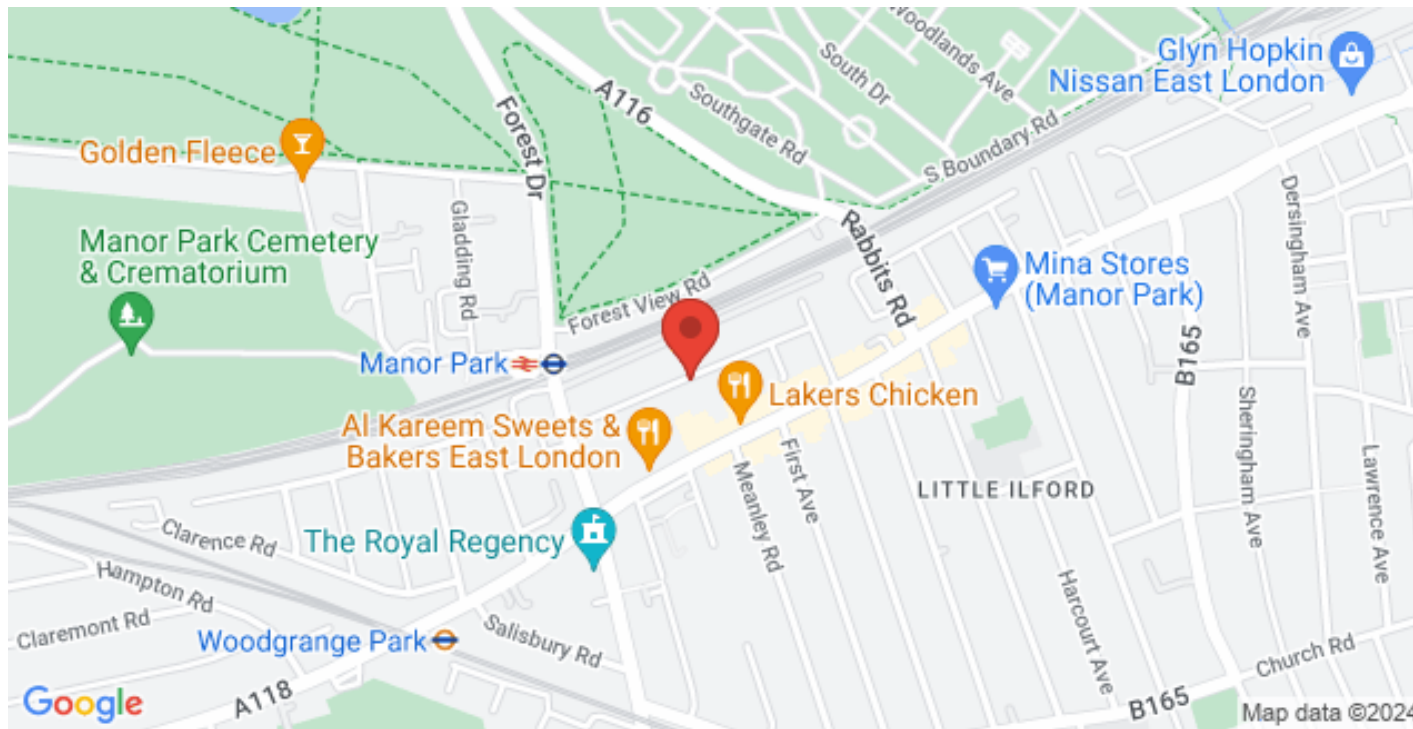 Woodlands Ave
Glyn Hopkin
Nissan East London
South Dr
A116
Southgate Rd
Forest Dr
S Boundary Rd
Golden Fleece
Gladding Rd
Dersingham Ave
Manor Park Cemetery
& Crematorium
Rabbits Rd
Mina Stores
(Manor Park)
Forest View Rd
B165
Manor Park
Lakers Chicken
Al Kareem Sweets &
Bakers East London
Sheringham Ave
First Ave
Meanley Rd
LITTLE ILFORD
Lawrence Ave
Clarence Rd
The Royal Regency
Hampton Rd
Harcourt Ave
Claremont Rd
Woodgrange Park
Salisbury Rd
Church Rd
Google
A118
B165
Map data ©2024